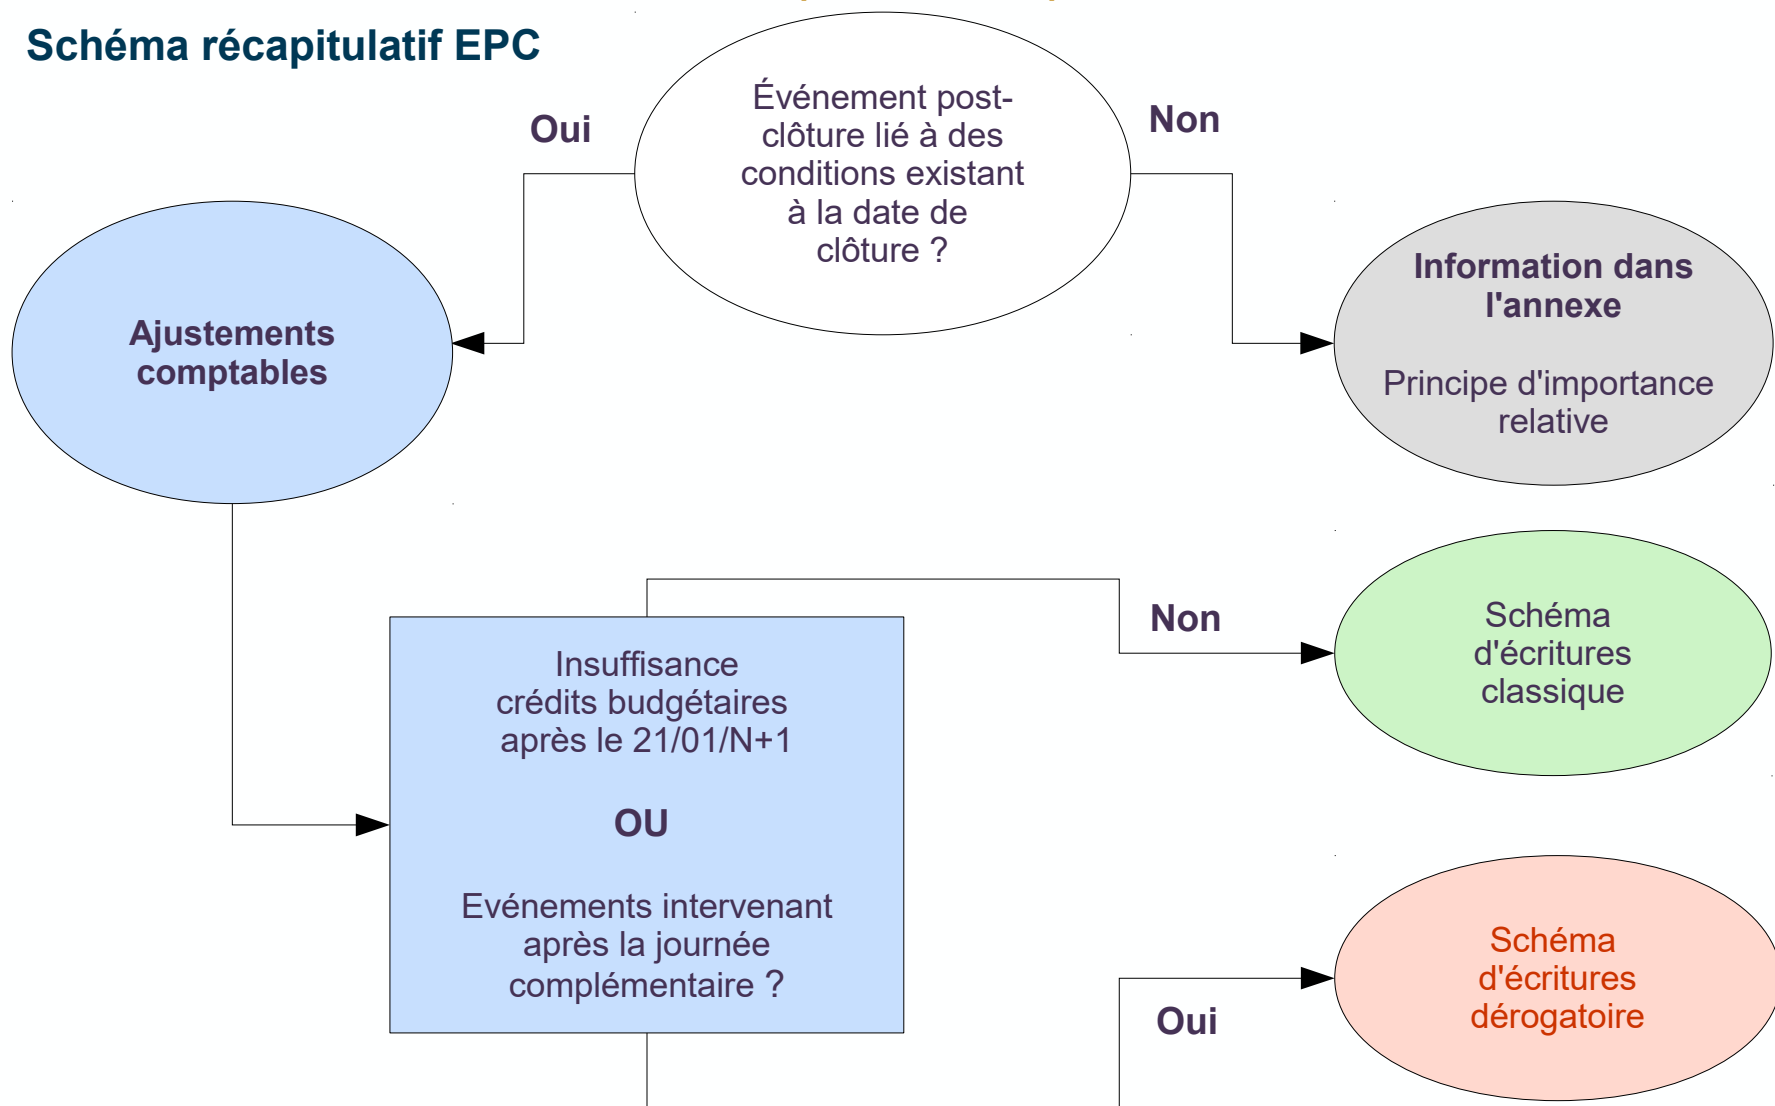 Schéma récapitulatif EPC
Événement post-
clôture lié à des
conditions existant
à la date de
clôture ?
Oui
Non
Ajustements
comptables
Information dans
l'annexe
Principe d'importance
relative
Insuffisance
crédits budgétaires
après le 21/01/N+1
OU
Evénements intervenant
après la journée
complémentaire ?
Non
Schéma
d'écritures
classique
Oui
Schéma
d'écritures
dérogatoire